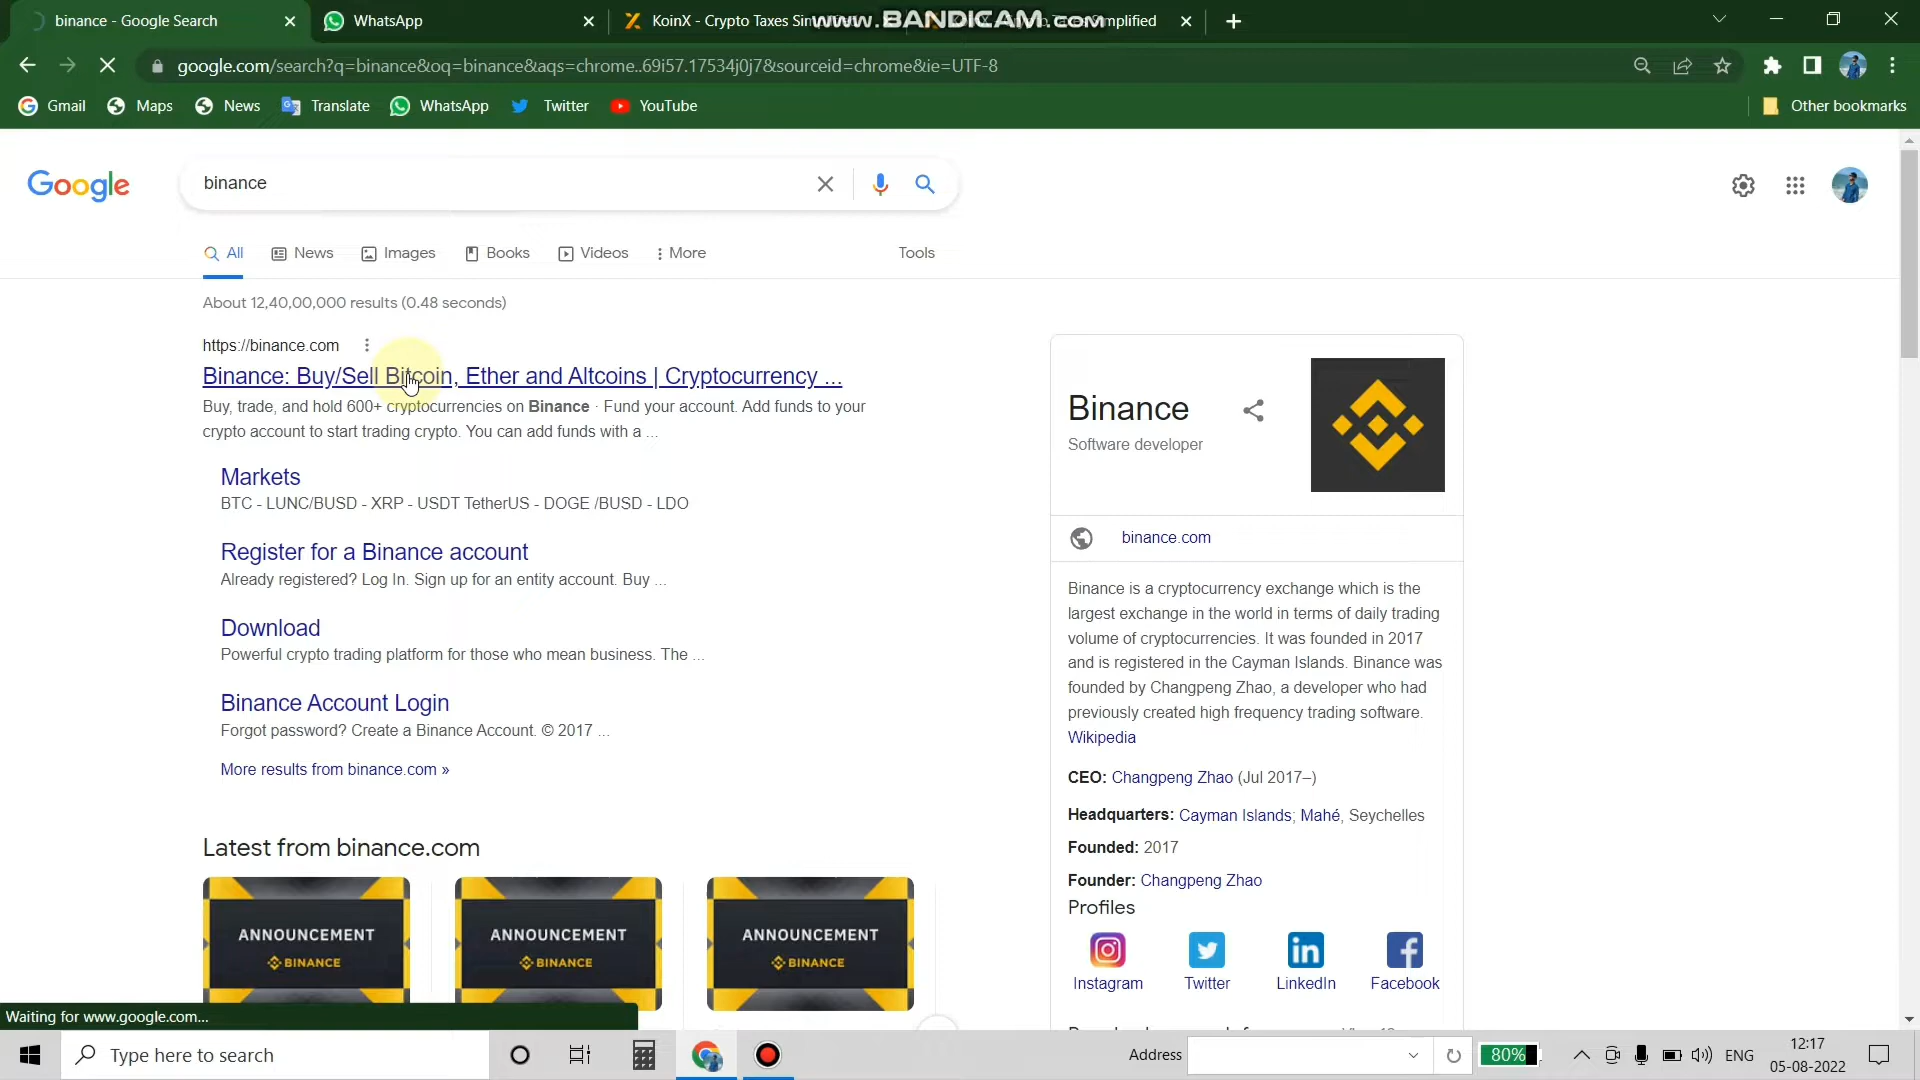 binance - Google Search
WhatsApp
KoinX - Crypto Taxes Sim
www.BANDICAM.com
Simplified
google.com/search?q=binance&oq=binance&aqs=chrome..69i57.17534j0j7&sourceid=chrome&ie=UTF-8
Gmail
Maps
News
Translate
WhatsApp
Twitter
YouTube
Other bookmarks
Google
binance
All
News
Images
Books
Videos
More
Tools
About 12,40,00,000 results (0.48 seconds)
https://binance.com
Binance: Buy/Sell Bitcoin, Ether and Altcoins | Cryptocurrency ...
Buy, trade, and hold 600+ cryptocurrencies on Binance · Fund your account. Add funds to your
crypto account to start trading crypto. You can add funds with a ...
Markets
BTC - LUNC/BUSD - XRP - USDT TetherUS - DOGE /BUSD - LDO
Register for a Binance account
Already registered? Log In. Sign up for an entity account. Buy ...
Download
Powerful crypto trading platform for those who mean business. The ...
Binance Account Login
Forgot password? Create a Binance Account. © 2017 ...
More results from binance.com »
Latest from binance.com
ANNOUNCEMENT
BINANCE
ANNOUNCEMENT
BINANCE
ANNOUNCEMENT
BINANCE
Binance
Software developer
binance.com
Binance is a cryptocurrency exchange which is the
largest exchange in the world in terms of daily trading
volume of cryptocurrencies. It was founded in 2017
and is registered in the Cayman Islands. Binance was
founded by Changpeng Zhao, a developer who had
previously created high frequency trading software.
Wikipedia
CEO: Changpeng Zhao (Jul 2017–)
Headquarters: Cayman Islands; Mahé, Seychelles
Founded: 2017
Founder: Changpeng Zhao
Profiles
Instagram
Twitter
LinkedIn
Facebook
Waiting for www.google.com...
Type here to search
Address
80%
ENG
12:17
05-08-2022